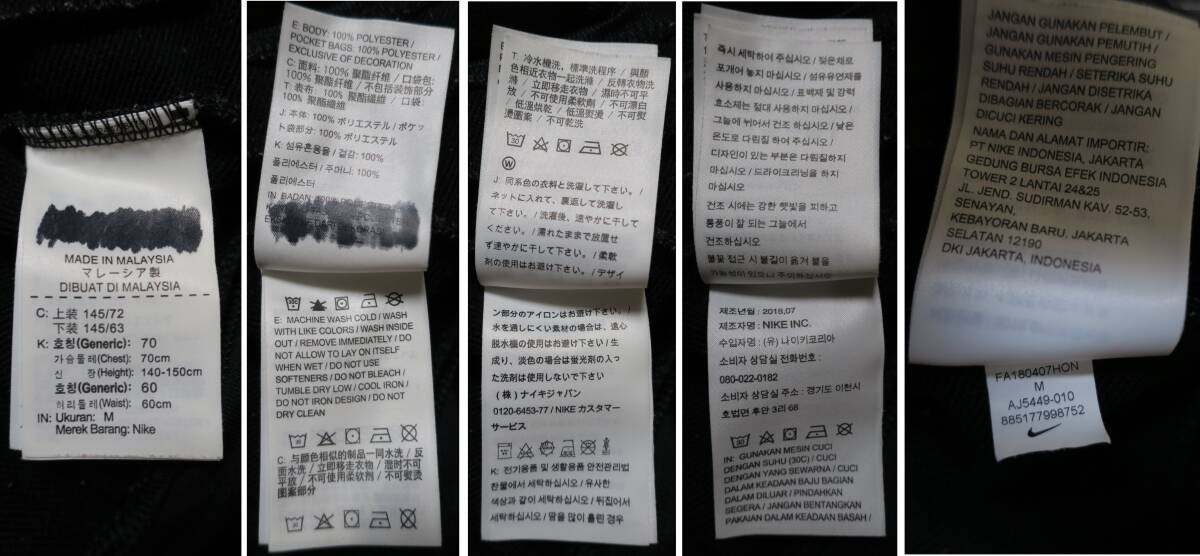 MADE IN MALAYSIA
マレーシア製
DIBUAT DI MALAYSIA
C: 上装 145/72
下装 145/63
K: 호칭(Generic): 70
가슴둘레(Chest): 70cm
신 장(Height): 140-150cm
호칭(Generic): 60
허리둘레(Waist): 60cm
IN: Ukuran: M
Merek Barang: Nike
E: BODY: 100% POLYESTER /
POCKET BAGS: 100% POLYESTER /
EXCLUSIVE OF DECORATION
C: 面料: 100% 聚酯纤维 / 口袋包:
100% 聚酯纤维 / 不包括装饰部分
T: 表布: 100% 聚酯纖維 / 口袋:
100% 聚酯纖維
J: 本体: 100% ポリエステル / ポケッ
ト袋部分: 100% ポリエステル
K: 섬유혼용율 / 겉감: 100%
폴리에스터 / 주머니: 100%
폴리에스터
IN: BADAN:
E: MACHINE WASH COLD / WASH
WITH LIKE COLORS / WASH INSIDE
OUT / REMOVE IMMEDIATELY / DO
NOT ALLOW TO LAY ON ITSELF
WHEN WET / DO NOT USE
SOFTENERS / DO NOT BLEACH /
TUMBLE DRY LOW / COOL IRON /
DO NOT IRON DESIGN / DO NOT
DRY CLEAN
C: 与颜色相似的制品一同水洗 / 反
面水洗 / 立即移走衣物 / 湿时不可
平放 / 不可使用柔软剂 / 不可熨烫
图案部分
T: 冷水機洗, 標準洗程序 / 與顏
色相近衣物一起洗滌 / 反轉衣物洗
滌 / 立即移走衣物 / 濕時不可平
放 / 不可使用柔軟劑 / 不可漂白
/ 低溫烘乾 / 低溫熨燙 / 不可熨
燙圖案 / 不可乾洗
30
W
J: 同系色の衣料と洗濯して下さい。/
ネットに入れて、裏返して洗濯し
て下さい。/ 洗濯後、速やかに干して
ください。/ 濡れたままで放置せ
ず速やかに干して下さい。/ 柔軟
剤の使用はお避け下さい。/ デザイ
ン部分のアイロンはお避け下さい。/
水を通しにくい素材の場合は、遠心
脱水機の使用はお避け下さい / 生
成り、淡色の場合は蛍光剤の入っ
た洗剤は使用しないで下さい
(株) ナイキジャパン
0120-6453-77 / NIKE カスタマー
サービス
K: 전기용품 및 생활용품 안전관리법
찬물에서 세탁하십시오 / 유사한
색상과 같이 세탁하십시오 / 뒤집어서
세탁하십시오 / 땀을 많이 흘린 경우
즉시 세탁하여 주십시오 / 젖은채로
포개어 놓지 마십시오 / 섬유유연제를
사용하지 마십시오 / 표백제 및 강력
효소제는 절대 사용하지 마십시오 /
그늘에 뉘어서 건조 하십시오 / 낮은
온도로 다림질 하여 주십시오 /
디자인이 있는 부분은 다림질하지
마십시오 / 드라이크리닝을 하지
마십시오
건조 시에는 강한 햇빛을 피하고
통풍이 잘 되는 그늘에서
건조하십시오
불꽃 접근 시 불길이 옮겨 붙을
가능성이 있으니 주의하십시오
제조년월 : 2018.07
제조자명 : NIKE INC.
수입자명 : (유) 나이키코리아
소비자 상담실 전화번호 :
080-022-0182
소비자 상담실 주소 : 경기도 이천시
호법면 후안 3리 68
30
IN: GUNAKAN MESIN CUCI
DENGAN SUHU (30C) / CUCI
DENGAN YANG SEWARNA / CUCI
DALAM KEADAAN BAJU BAGIAN
DALAM DILUAR / PINDAHKAN
SEGERA / JANGAN BENTANGKAN
PAKAIAN DALAM KEADAAN BASAH /
JANGAN GUNAKAN PELEMBUT /
JANGAN GUNAKAN PEMUTIH /
GUNAKAN MESIN PENGERING
SUHU RENDAH / SETERIKA SUHU
RENDAH / JANGAN DISETRIKA
DIBAGIAN BERCORAK / JANGAN
DICUCI KERING
NAMA DAN ALAMAT IMPORTIR:
PT NIKE INDONESIA, JAKARTA
GEDUNG BURSA EFEK INDONESIA
TOWER 2 LANTAI 24&25
JL. JEND. SUDIRMAN KAV. 52-53,
SENAYAN,
KEBAYORAN BARU, JAKARTA
SELATAN 12190
DKI JAKARTA, INDONESIA
FA180407HON
M
AJ5449-010
885177998752